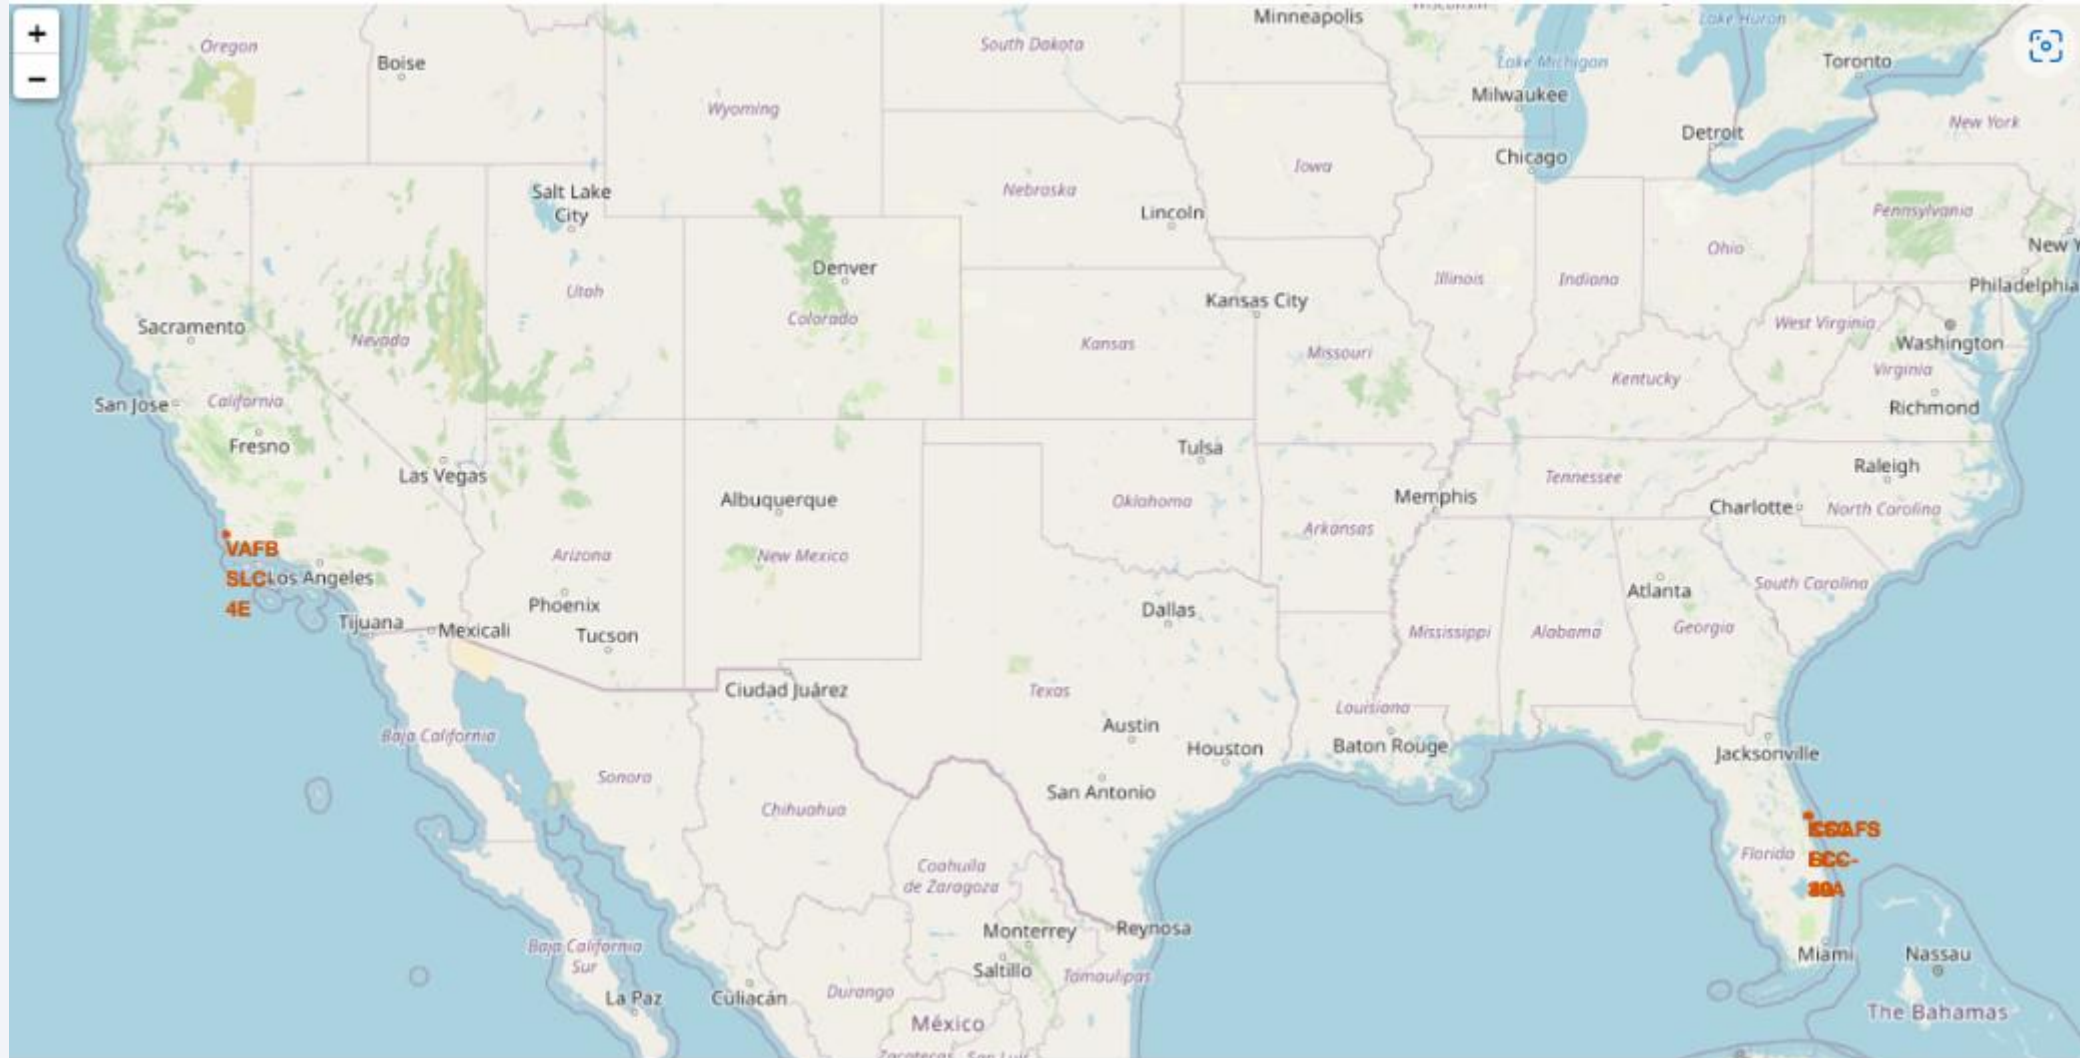 +
−
Oregon
Boise
South Dakota
Minneapolis
Lake Huron
Wyoming
Lake Michigan
Milwaukee
Toronto
New York
Detroit
Chicago
Iowa
Salt Lake
City
Nebraska
Lincoln
Pennsylvania
New Y
Ohio
Denver
Utah
Illinois
Indiana
Philadelphia
Kansas City
Colorado
Sacramento
Nevada
Kansas
Missouri
West Virginia
Washington
Virginia
Kentucky
San Jose
California
Richmond
Fresno
Las Vegas
Tulsa
Raleigh
Albuquerque
Oklahoma
Memphis
Tennessee
Charlotte
North Carolina
Arkansas
VAFB
SLC
4E
Los Angeles
Arizona
New Mexico
Phoenix
Dallas
Atlanta
South Carolina
Tijuana
Mexicali
Tucson
Mississippi
Alabama
Georgia
Ciudad Juárez
Texas
Louisiana
Baja California
Austin
Houston
Baton Rouge
Jacksonville
Sonora
Chihuahua
San Antonio
Florida
Coahuila
de Zaragoza
Monterrey
Reynosa
Baja California
Sur
Saltillo
Tamaulipas
Miami
Nassau
La Paz
Culiacán
Durango
México
The Bahamas